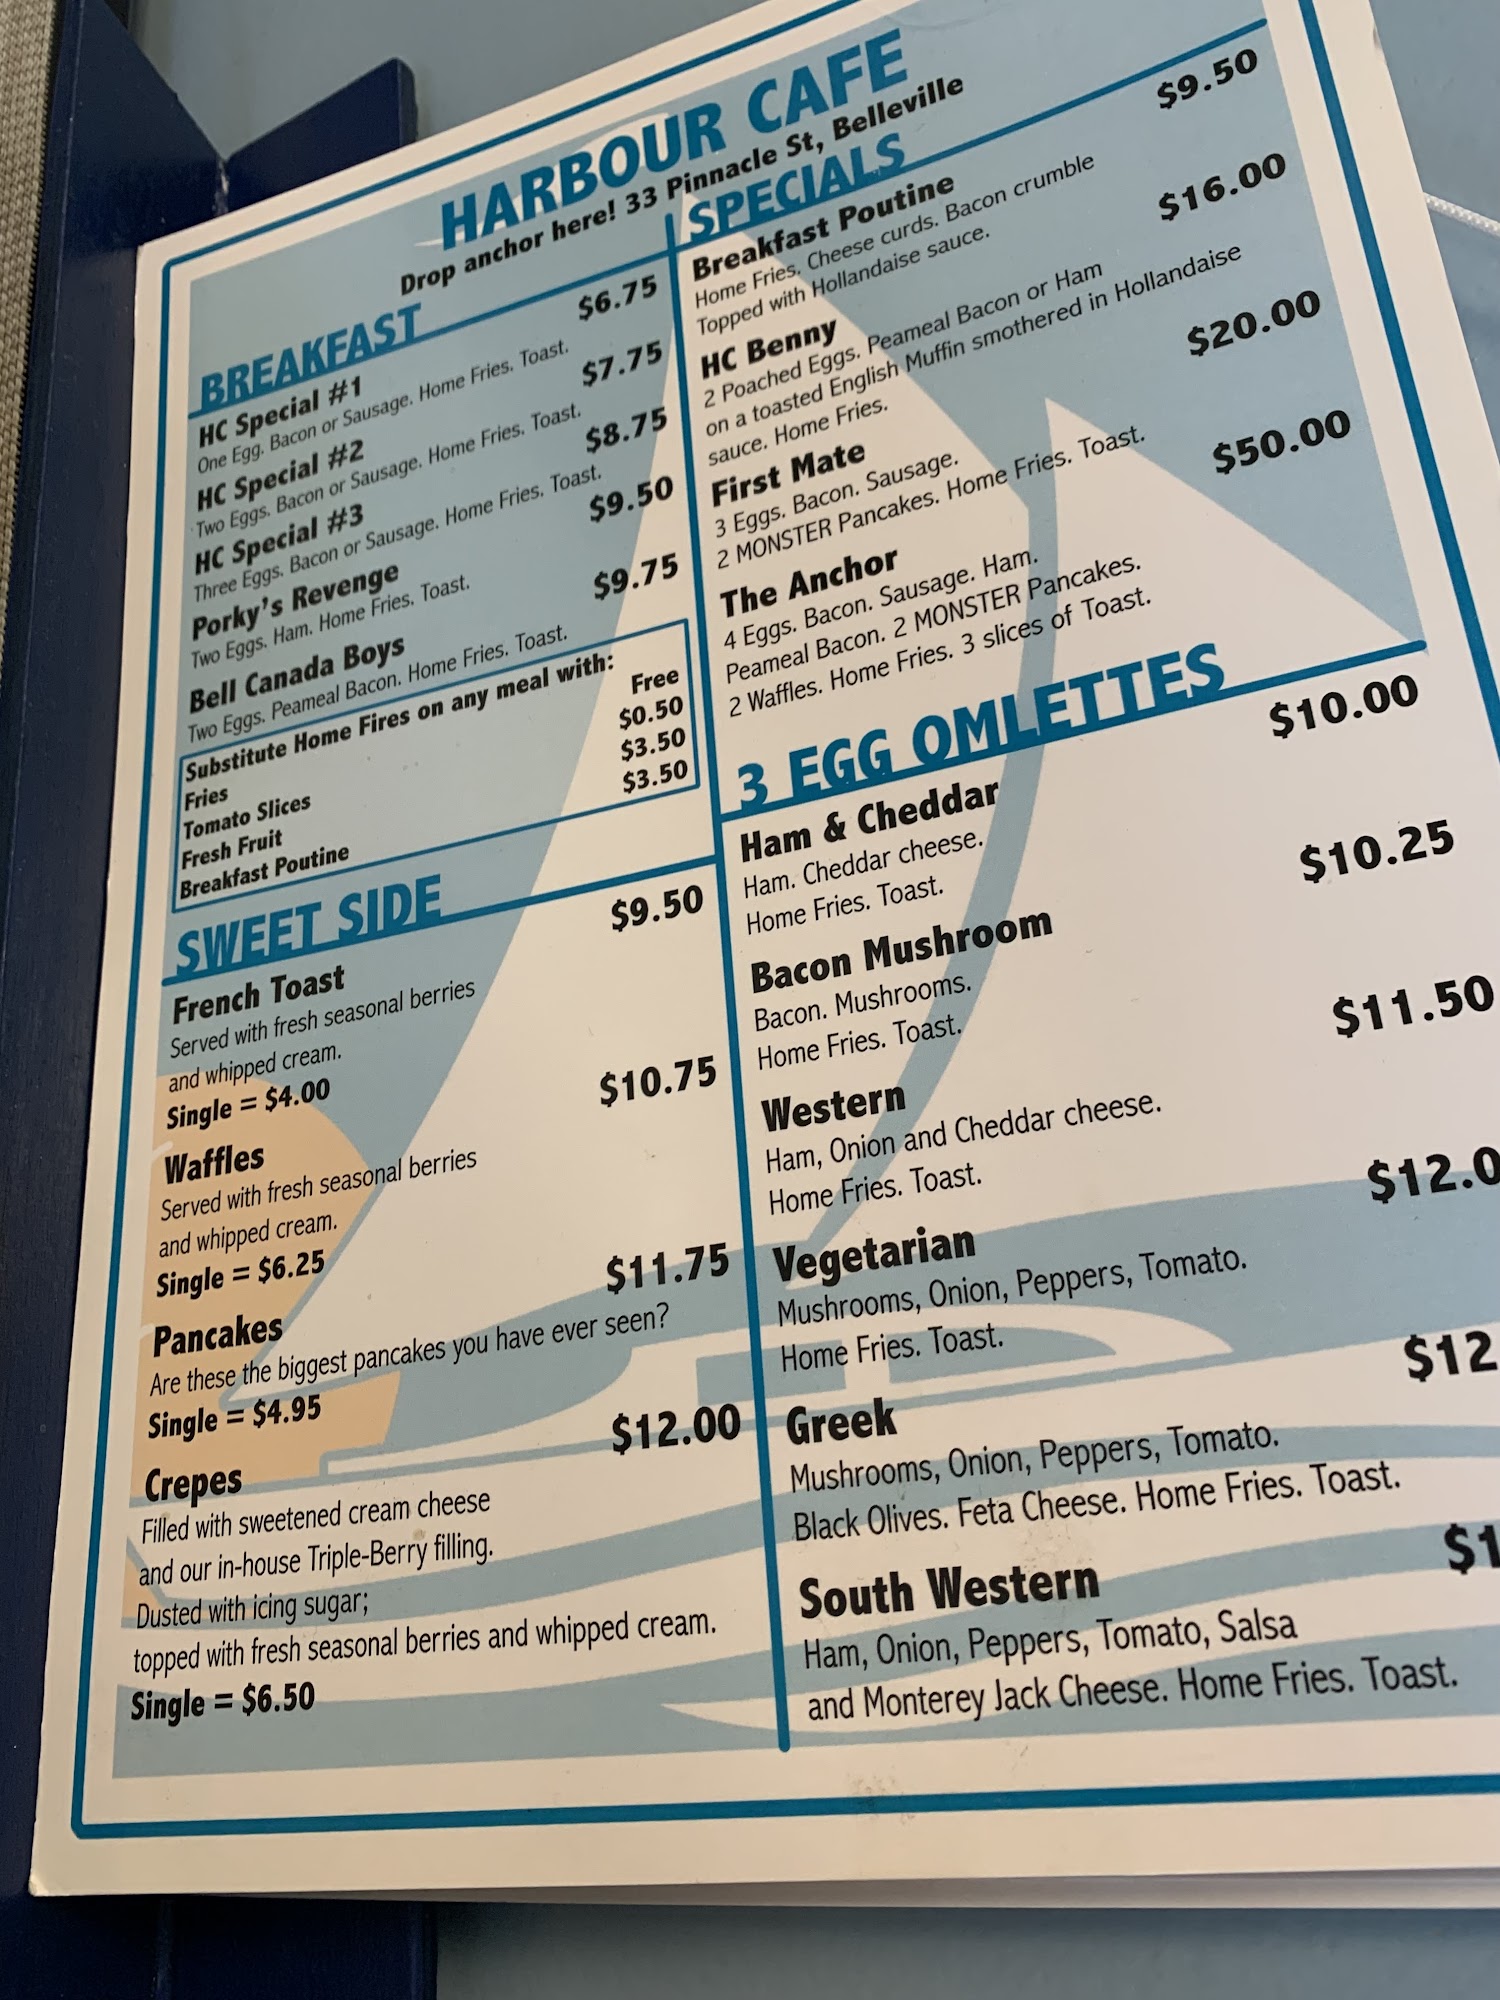 HARBOUR CAFE
Drop anchor here! 33 Pinnacle St, Belleville
BREAKFAST
HC Special #1 $6.75
One Egg. Bacon or Sausage. Home Fries. Toast.
HC Special #2 $7.75
Two Eggs. Bacon or Sausage. Home Fries. Toast.
HC Special #3 $8.75
Three Eggs. Bacon or Sausage. Home Fries. Toast.
Porky's Revenge $9.50
Two Eggs. Ham. Home Fries. Toast.
Bell Canada Boys $9.75
Two Eggs. Peameal Bacon. Home Fries. Toast.
Substitute Home Fires on any meal with:
Fries Free
Tomato Slices $0.50
Fresh Fruit $3.50
Breakfast Poutine $3.50
SWEET SIDE
French Toast $9.50
Served with fresh seasonal berries
and whipped cream.
Single = $4.00
Waffles $10.75
Served with fresh seasonal berries
and whipped cream.
Single = $6.25
Pancakes $11.75
Are these the biggest pancakes you have ever seen?
Single = $4.95
Crepes $12.00
Filled with sweetened cream cheese
and our in-house Triple-Berry filling.
Dusted with icing sugar;
topped with fresh seasonal berries and whipped cream.
Single = $6.50
SPECIALS
Breakfast Poutine $9.50
Home Fries. Cheese curds. Bacon crumble
Topped with Hollandaise sauce.
HC Benny $16.00
2 Poached Eggs. Peameal Bacon or Ham
on a toasted English Muffin smothered in Hollandaise
sauce. Home Fries.
First Mate $20.00
3 Eggs. Bacon. Sausage.
2 MONSTER Pancakes. Home Fries. Toast.
The Anchor $50.00
4 Eggs. Bacon. Sausage. Ham.
Peameal Bacon. 2 MONSTER Pancakes.
2 Waffles. Home Fries. 3 slices of Toast.
3 EGG OMLETTES
Ham & Cheddar $10.00
Ham. Cheddar cheese.
Home Fries. Toast.
Bacon Mushroom $10.25
Bacon. Mushrooms.
Home Fries. Toast.
Western $11.50
Ham, Onion and Cheddar cheese.
Home Fries. Toast.
Vegetarian $12.0
Mushrooms, Onion, Peppers, Tomato.
Home Fries. Toast.
Greek $12
Mushrooms, Onion, Peppers, Tomato.
Black Olives. Feta Cheese. Home Fries. Toast.
South Western $1
Ham, Onion, Peppers, Tomato, Salsa
and Monterey Jack Cheese. Home Fries. Toast.